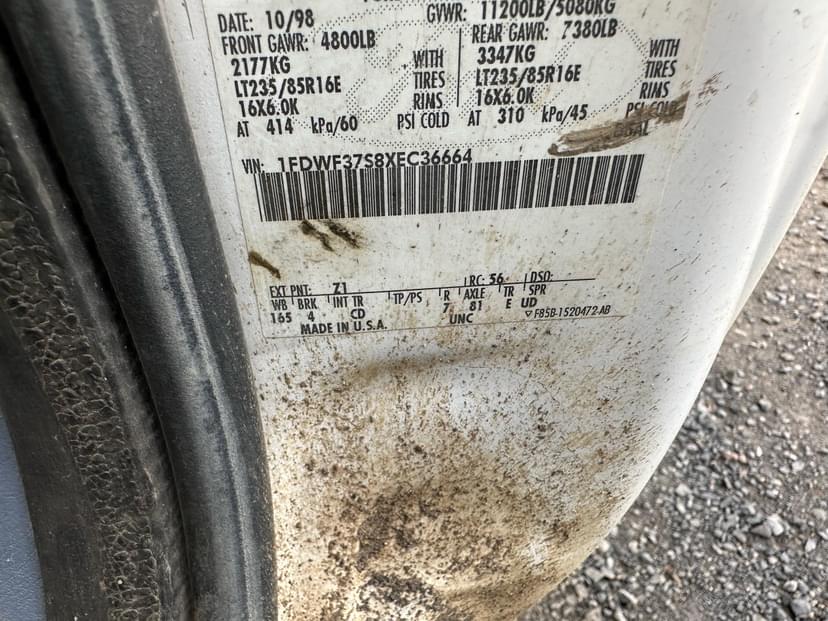 DATE: 10/98 GVWR: 11200LB/5080KG
FRONT GAWR: 4800LB REAR GAWR: 7380LB
2177KG WITH 3347KG WITH
LT235/85R16E TIRES LT235/85R16E TIRES
16X6.0K RIMS 16X6.0K RIMS
AT 414 kPa/60 PSI COLD AT 310 kPa/45 PSI COLD
DUAL
VIN: 1FDWF37S8XEC36664
EXT PNT: Z1 RC: 56 DSO:
WB BRK INT TR TP/PS R AXLE TR SPR
165 4 CD 7 81 E UD
MADE IN U.S.A. UNC ▽ F85B-1520472-AB